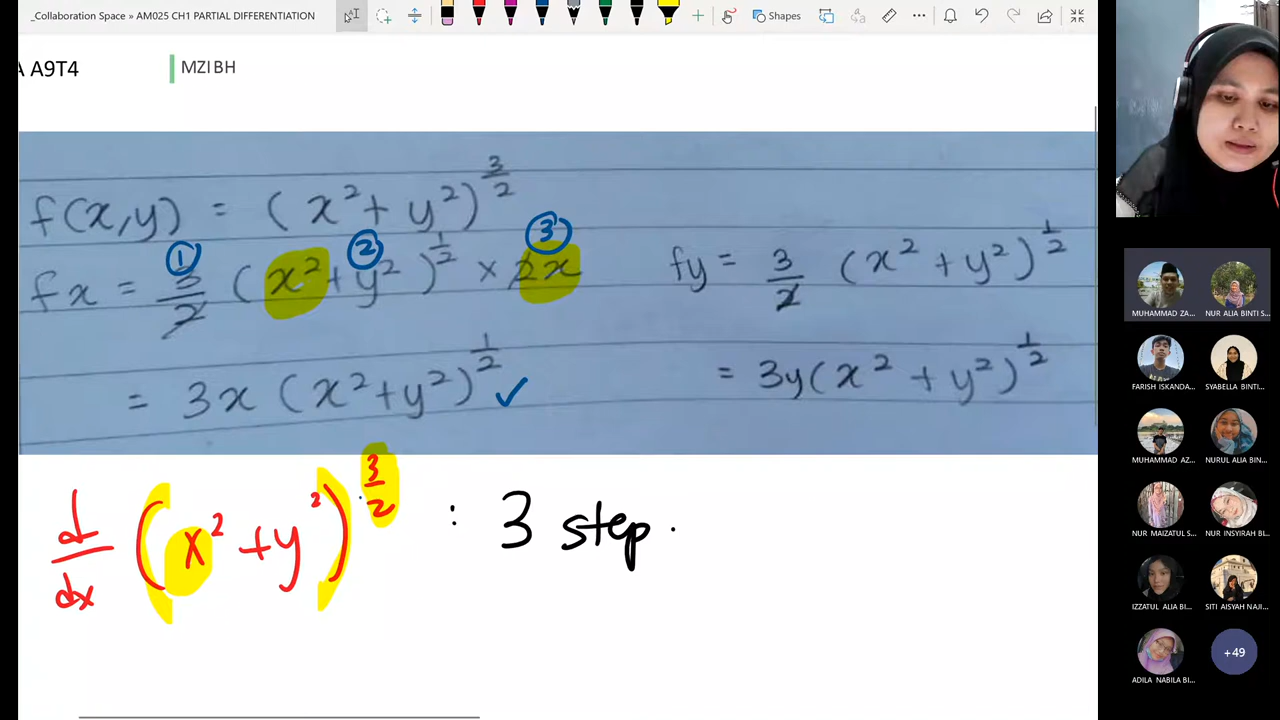 _Collaboration Space » AM025 CH1 PARTIAL DIFFERENTIATION
Shapes
A9T4
MZI BH
f(x,y) = (x²+ y²)^3/2
① ② ③
fx = 3/2 (x²+y²)^1/2 × 2x
= 3x (x²+y²)^1/2 ✓
fy = 3/2 (x² + y²)^1/2
= 3y(x² + y²)^1/2
d/dx (x² + y²)^3/2 : 3 step.
MUHAMMAD ZA...
NUR ALIA BINTI S...
FARISH ISKANDA...
SYABELLA BINTI...
MUHAMMAD AZ...
NURUL ALIA BIN...
NUR MAIZATUL S...
NUR INSYIRAH BI...
IZZATUL ALIA BI...
SITI AISYAH NAJI...
ADILA NABILA BI...
+49